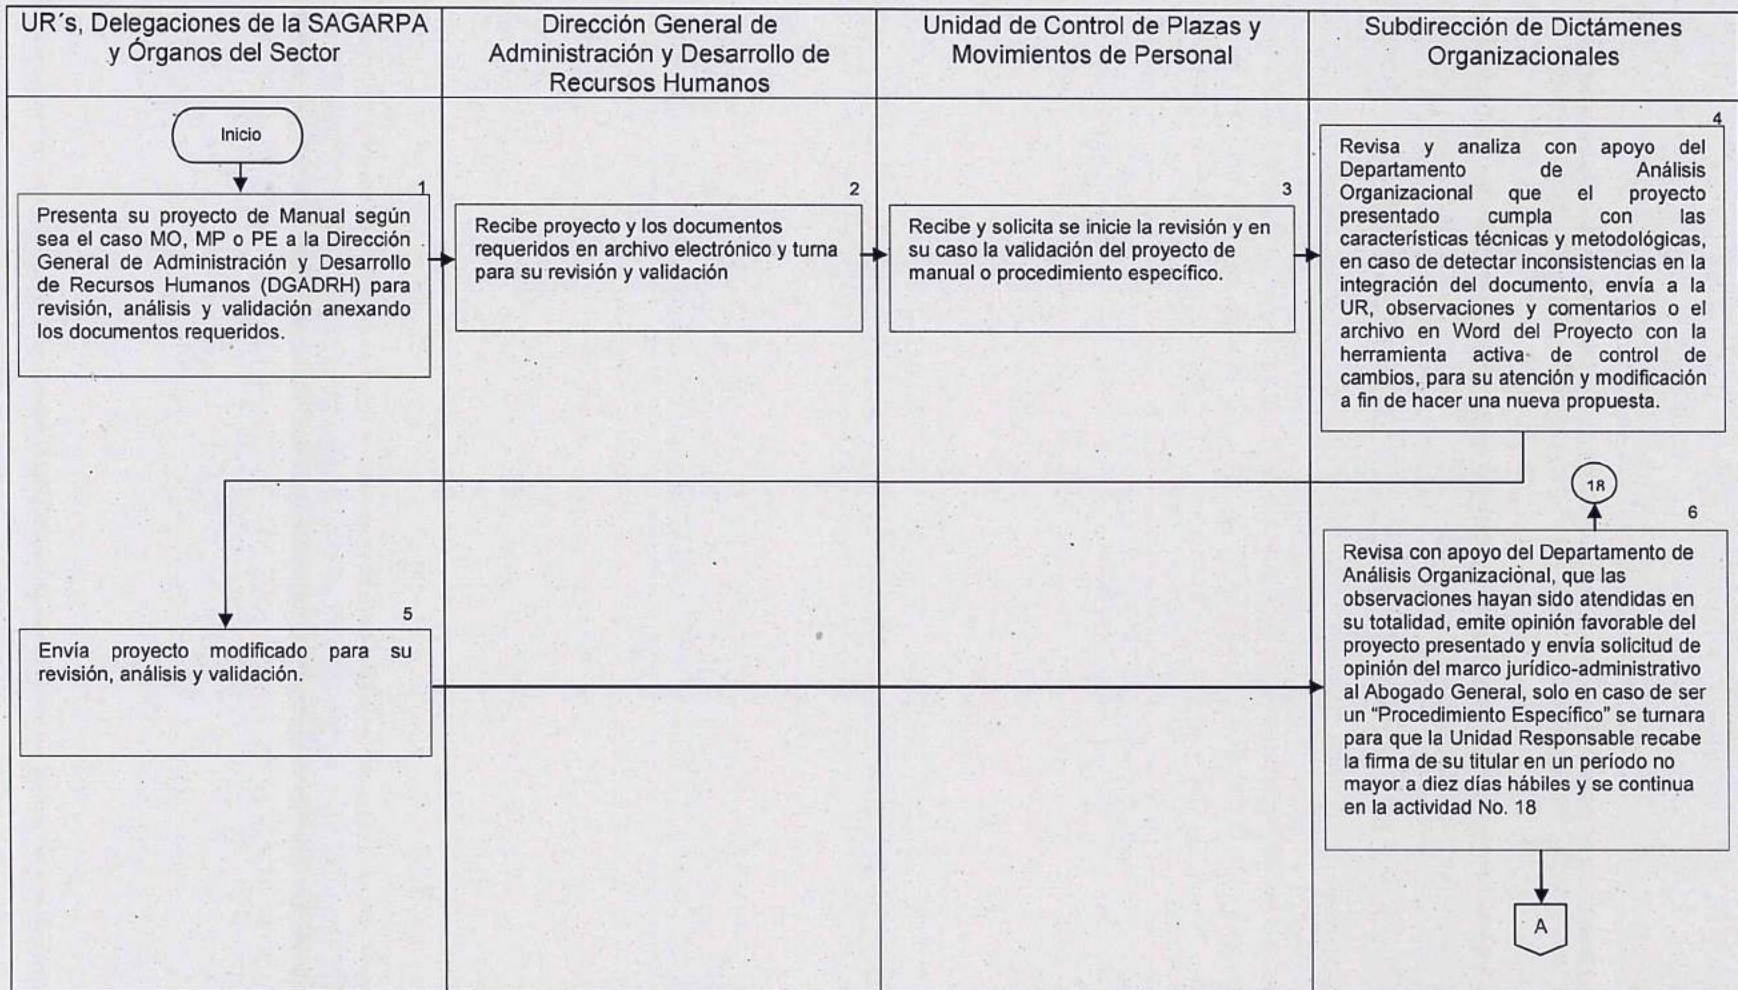 UR´s, Delegaciones de la SAGARPA
y Órganos del Sector
Dirección General de
Administración y Desarrollo de
Recursos Humanos
Unidad de Control de Plazas y
Movimientos de Personal
Subdirección de Dictámenes
Organizacionales
Inicio
1
Presenta su proyecto de Manual según
sea el caso MO, MP o PE a la Dirección
General de Administración y Desarrollo
de Recursos Humanos (DGADRH) para
revisión, análisis y validación anexando
los documentos requeridos.
2
Recibe proyecto y los documentos
requeridos en archivo electrónico y turna
para su revisión y validación
3
Recibe y solicita se inicie la revisión y en
su caso la validación del proyecto de
manual o procedimiento específico.
4
Revisa y analiza con apoyo del
Departamento de Análisis
Organizacional que el proyecto
presentado cumpla con las
características técnicas y metodológicas,
en caso de detectar inconsistencias en la
integración del documento, envía a la
UR, observaciones y comentarios o el
archivo en Word del Proyecto con la
herramienta activa de control de
cambios, para su atención y modificación
a fin de hacer una nueva propuesta.
5
Envía proyecto modificado para su
revisión, análisis y validación.
18
6
Revisa con apoyo del Departamento de
Análisis Organizacional, que las
observaciones hayan sido atendidas en
su totalidad, emite opinión favorable del
proyecto presentado y envía solicitud de
opinión del marco jurídico-administrativo
al Abogado General, solo en caso de ser
un “Procedimiento Específico” se turnara
para que la Unidad Responsable recabe
la firma de su titular en un período no
mayor a diez días hábiles y se continua
en la actividad No. 18
A